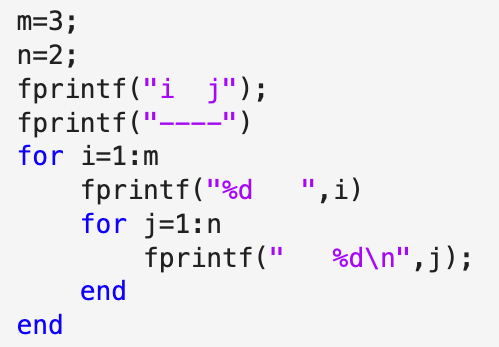 m=3;
n=2;
fprintf("i  j");
fprintf("----")
for i=1:m
    fprintf("%d   ",i)
    for j=1:n
        fprintf("   %d\n",j);
    end
end